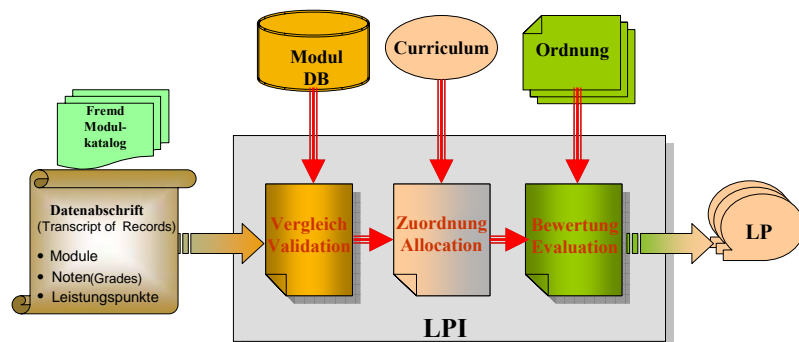 Modul
DB
Curriculum
Ordnung
Fremd
Modul-
katalog
Datenabschrift
(Transcript of Records)
• Module
• Noten(Grades)
• Leistungspunkte
Vergleich
Validation
Zuordnung
Allocation
Bewertung
Evaluation
LP
LPI